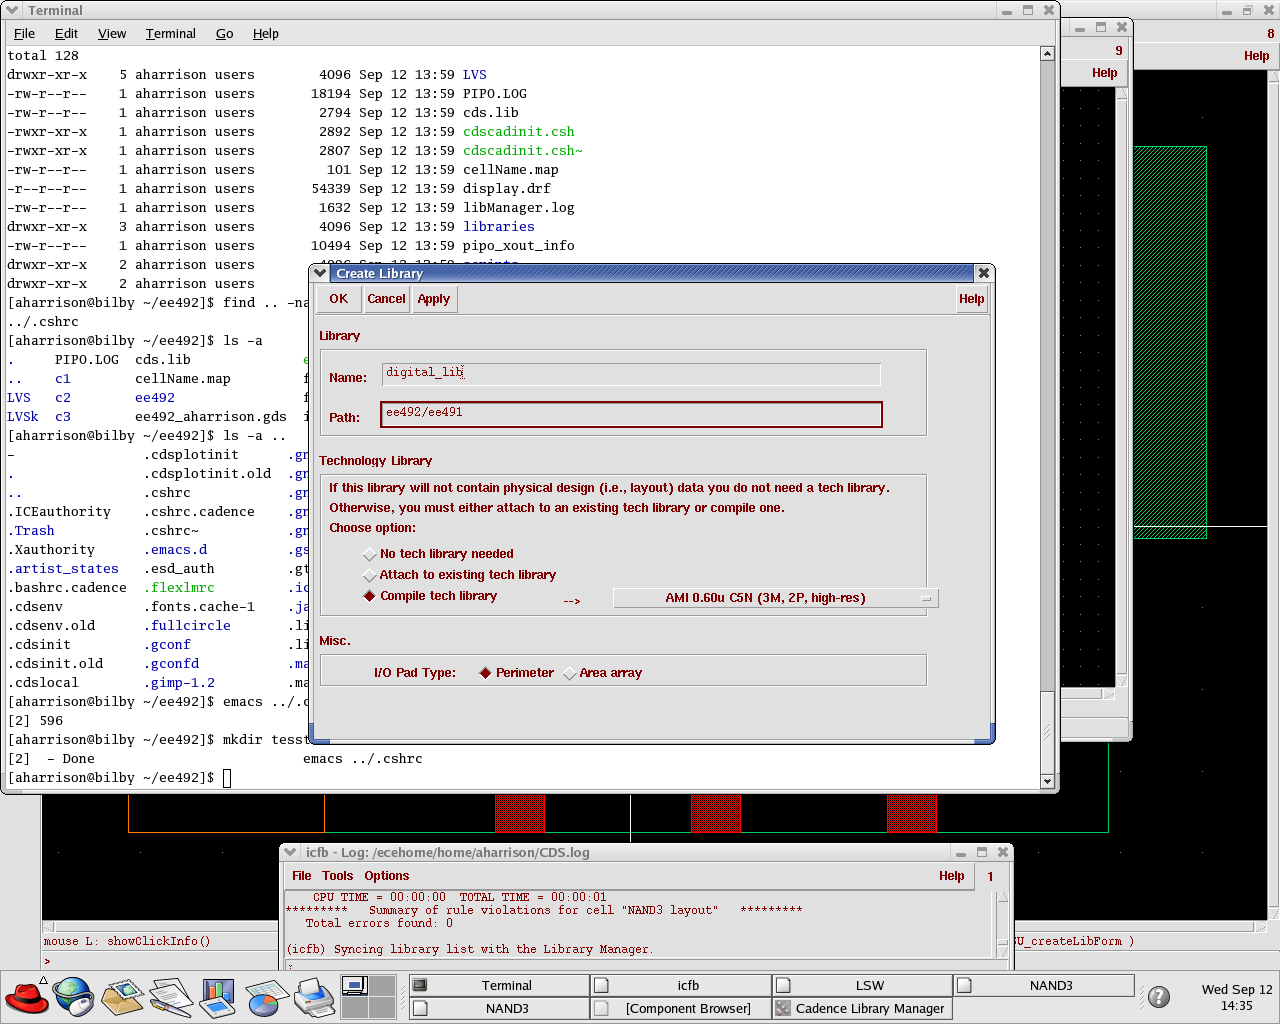 Terminal
File Edit View Terminal Go Help
total 128
drwxr-xr-x 5 aharrison users 4096 Sep 12 13:59 LVS
-rw-r--r-- 1 aharrison users 18194 Sep 12 13:59 PIPO.LOG
-rw-r--r-- 1 aharrison users 2794 Sep 12 13:59 cds.lib
-rwxr-xr-x 1 aharrison users 2892 Sep 12 13:59 cdscadinit.csh
-rwxr-xr-x 1 aharrison users 2807 Sep 12 13:59 cdscadinit.csh~
-rw-r--r-- 1 aharrison users 101 Sep 12 13:59 cellName.map
-r--r--r-- 1 aharrison users 54339 Sep 12 13:59 display.drf
-rw-r--r-- 1 aharrison users 1632 Sep 12 13:59 libManager.log
drwxr-xr-x 3 aharrison users 4096 Sep 12 13:59 libraries
-rw-r--r-- 1 aharrison users 10494 Sep 12 13:59 pipo_xout_info
drwxr-xr-x 2 aharrison users
drwxr-xr-x 2 aharrison users
[aharrison@bilby ~/ee492]$ find .. -na
../.cshrc
[aharrison@bilby ~/ee492]$ ls -a
. PIPO.LOG cds.lib
.. c1 cellName.map
LVS c2 ee492
LVSk c3 ee492_aharrison.gds
[aharrison@bilby ~/ee492]$ ls -a ..
- .cdsplotinit .gn
. .cdsplotinit.old .gn
.. .cshrc .gn
.ICEauthority .cshrc.cadence .gn
.Trash .cshrc~ .gn
.Xauthority .emacs.d .gs
.artist_states .esd_auth .gt
.bashrc.cadence .flexlmrc .ic
.cdsenv .fonts.cache-1 .ja
.cdsenv.old .fullcircle .li
.cdsinit .gconf .li
.cdsinit.old .gconfd .ma
.cdslocal .gimp-1.2 .ma
[aharrison@bilby ~/ee492]$ emacs ../.c
[2] 596
[aharrison@bilby ~/ee492]$ mkdir tesst
[2] - Done emacs ../.cshrc
[aharrison@bilby ~/ee492]$
9
Help
8
Help
Create Library
OK Cancel Apply Help
Library
Name: digital_lib
Path: ee492/ee491
Technology Library
If this library will not contain physical design (i.e., layout) data you do not need a tech library.
Otherwise, you must either attach to an existing tech library or compile one.
Choose option:
No tech library needed
Attach to existing tech library
Compile tech library --> AMI 0.60u C5N (3M, 2P, high-res)
Misc.
I/O Pad Type: Perimeter Area array
icfb - Log: /ecehome/home/aharrison/CDS.log
File Tools Options Help 1
CPU TIME = 00:00:00 TOTAL TIME = 00:00:01
********* Summary of rule violations for cell "NAND3 layout" *********
Total errors found: 0
(icfb) Syncing library list with the Library Manager.
mouse L: showClickInfo()
U_createLibForm )
>
Terminal icfb LSW NAND3
NAND3 [Component Browser] Cadence Library Manager
Wed Sep 12
14:35